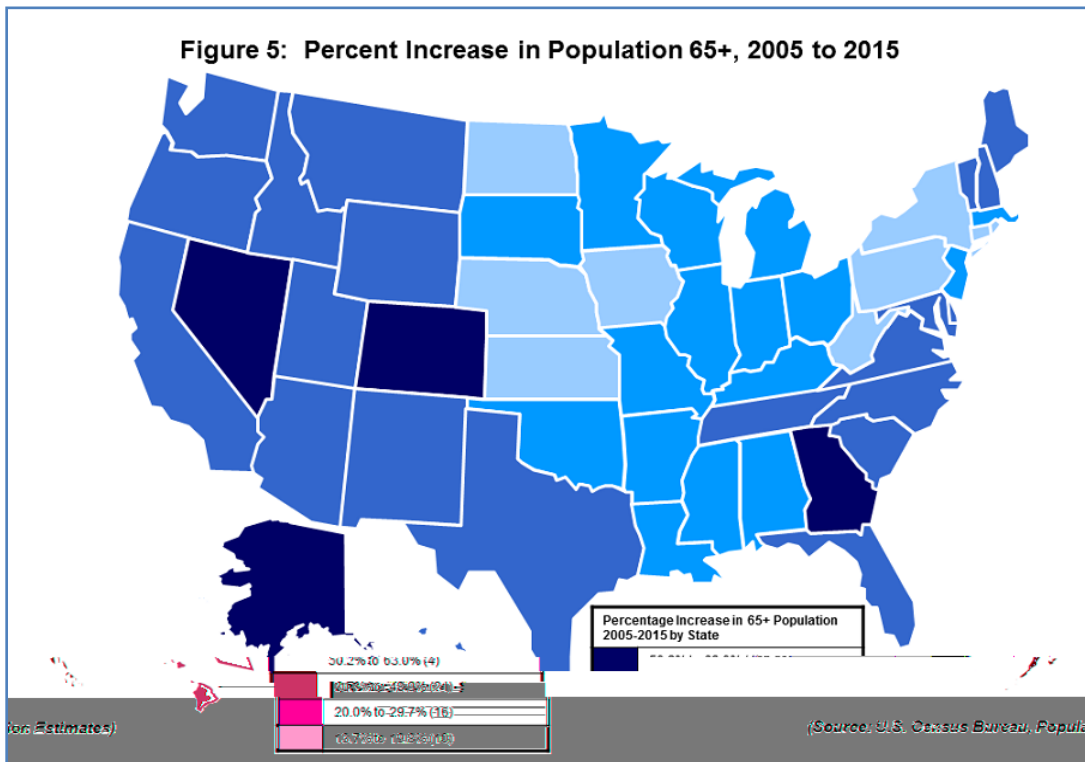 Figure 5: Percent Increase in Population 65+, 2005 to 2015
Percentage Increase in 65+ Population
2005-2015 by State
50.2% to 63.0% (4)
20.0% to 29.7% (16)
ion Estimates)
(Source: U.S. Census Bureau, Popula